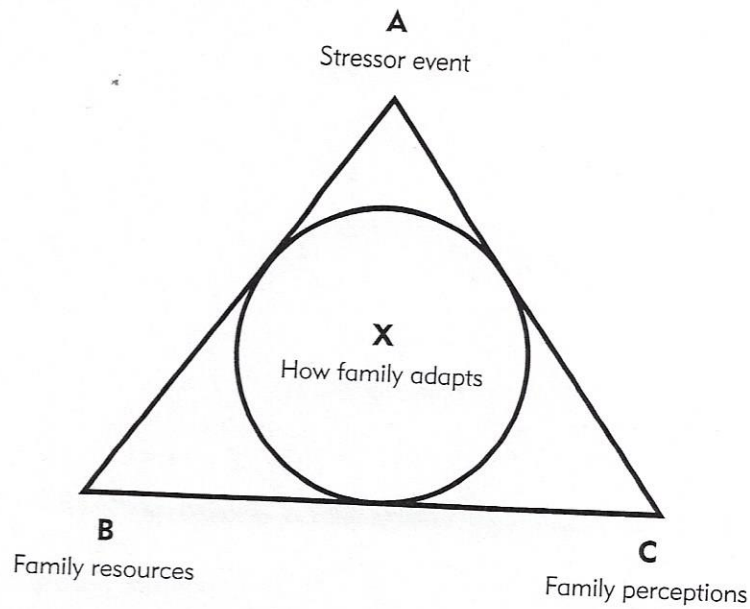 A
Stressor event
X
How family adapts
B
Family resources
C
Family perceptions